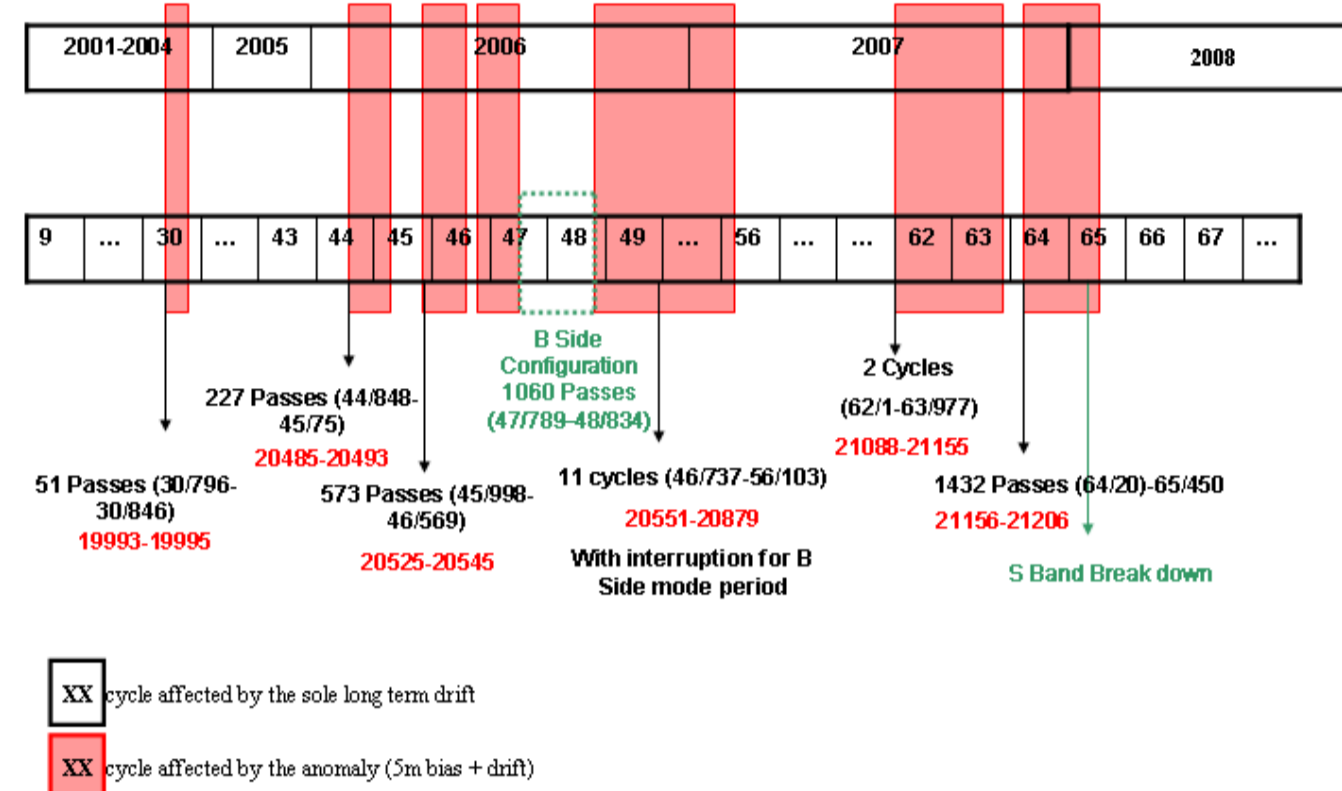 2001-2004 2005 2006 2007 2008
9 ... 30 ... 43 44 45 46 47 48 49 ... 56 ... ... 62 63 64 65 66 67 ...
B Side
Configuration
1060 Passes
(47/789-48/834)
2 Cycles
(62/1-63/977)
21088-21155
227 Passes (44/848-
45/75)
20485-20493
51 Passes (30/796-
30/846)
19993-19995
573 Passes (45/998-
46/569)
20525-20545
11 cycles (46/737-56/103)
20551-20879
With interruption for B
Side mode period
1432 Passes (64/20)-65/450
21156-21206
S Band Break down
XX cycle affected by the sole long term drift
XX cycle affected by the anomaly (5m bias + drift)